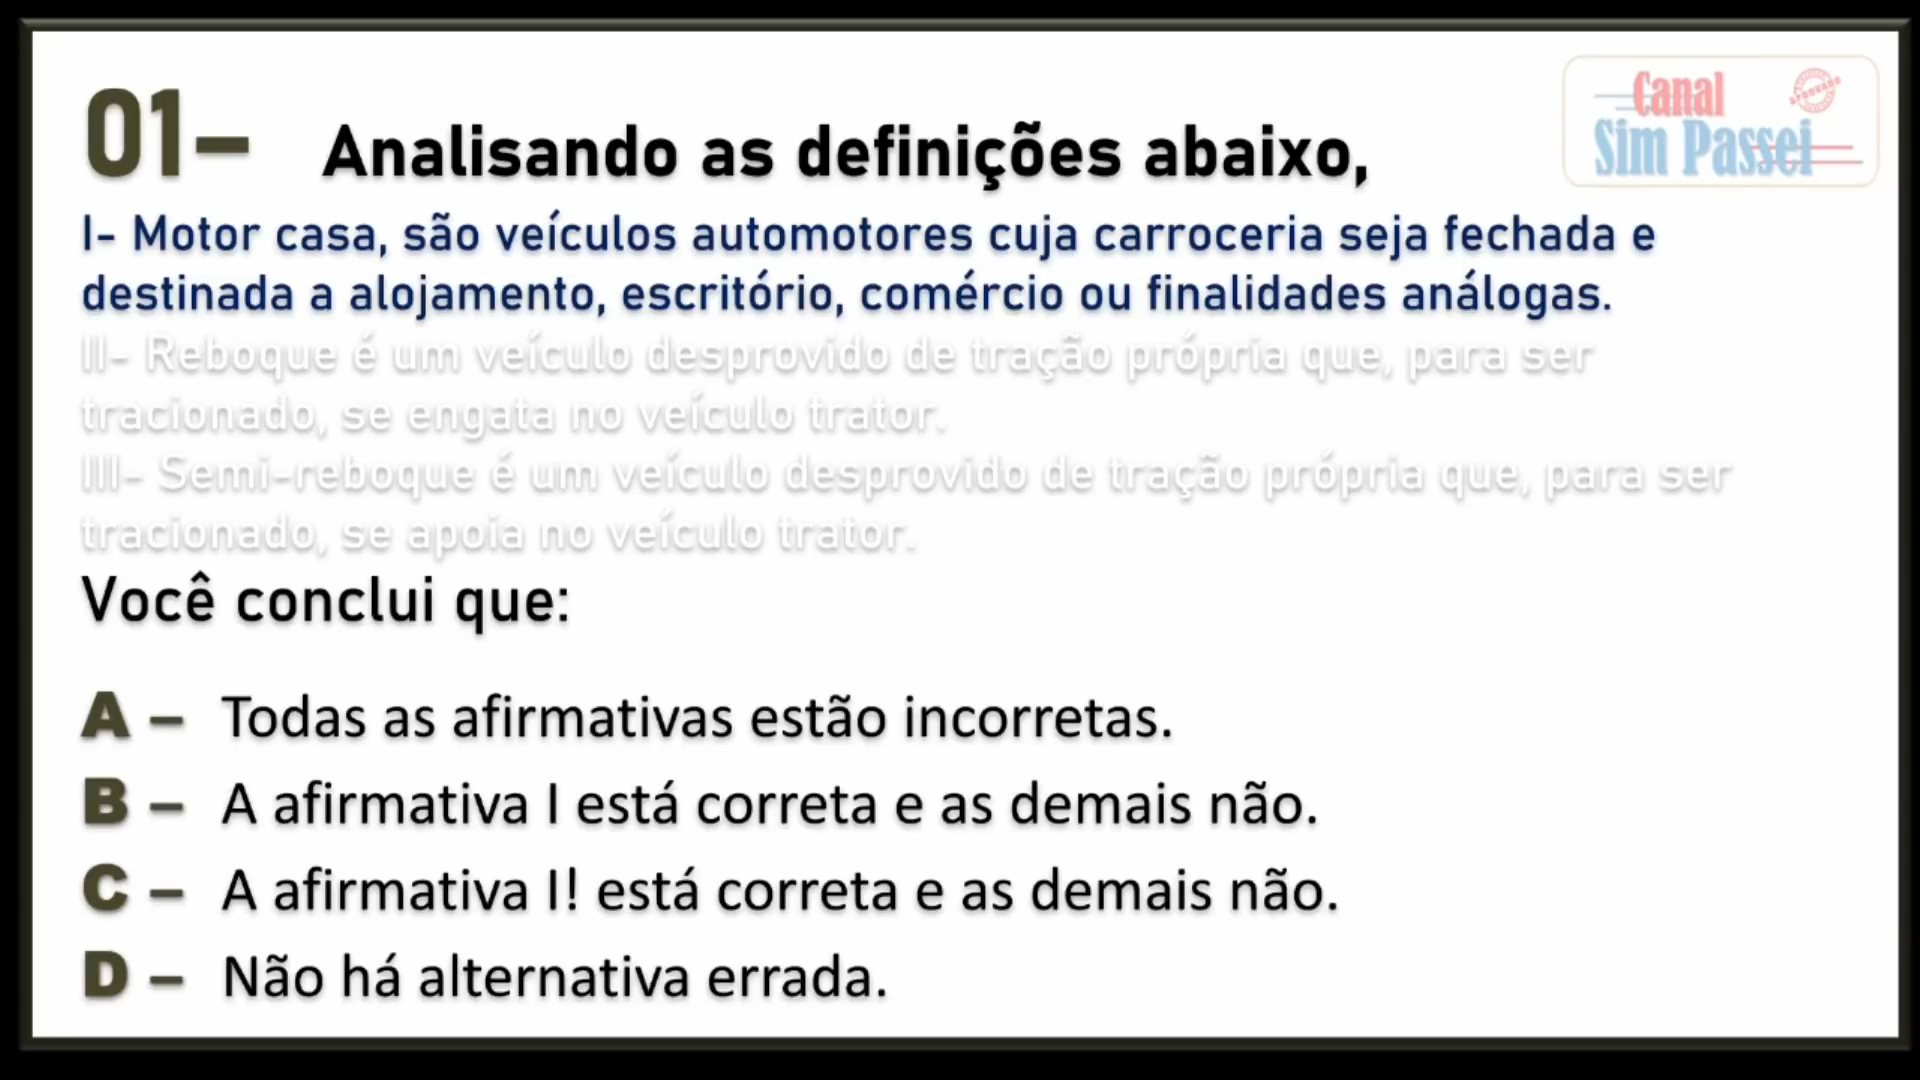 01– Analisando as definições abaixo,
Canal
Sim Passei
APROVADO
I- Motor casa, são veículos automotores cuja carroceria seja fechada e
destinada a alojamento, escritório, comércio ou finalidades análogas.
II- Reboque é um veículo desprovido de tração própria que, para ser
tracionado, se engata no veículo trator.
III- Semi-reboque é um veículo desprovido de tração própria que, para ser
tracionado, se apoia no veículo trator.
Você conclui que:
A – Todas as afirmativas estão incorretas.
B – A afirmativa I está correta e as demais não.
C – A afirmativa I! está correta e as demais não.
D – Não há alternativa errada.